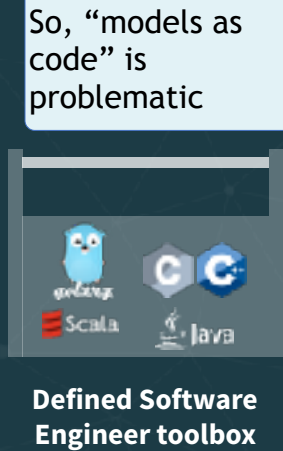 So, “models as
code” is
problematic
golang
C C++
Scala Java
Defined Software
Engineer toolbox